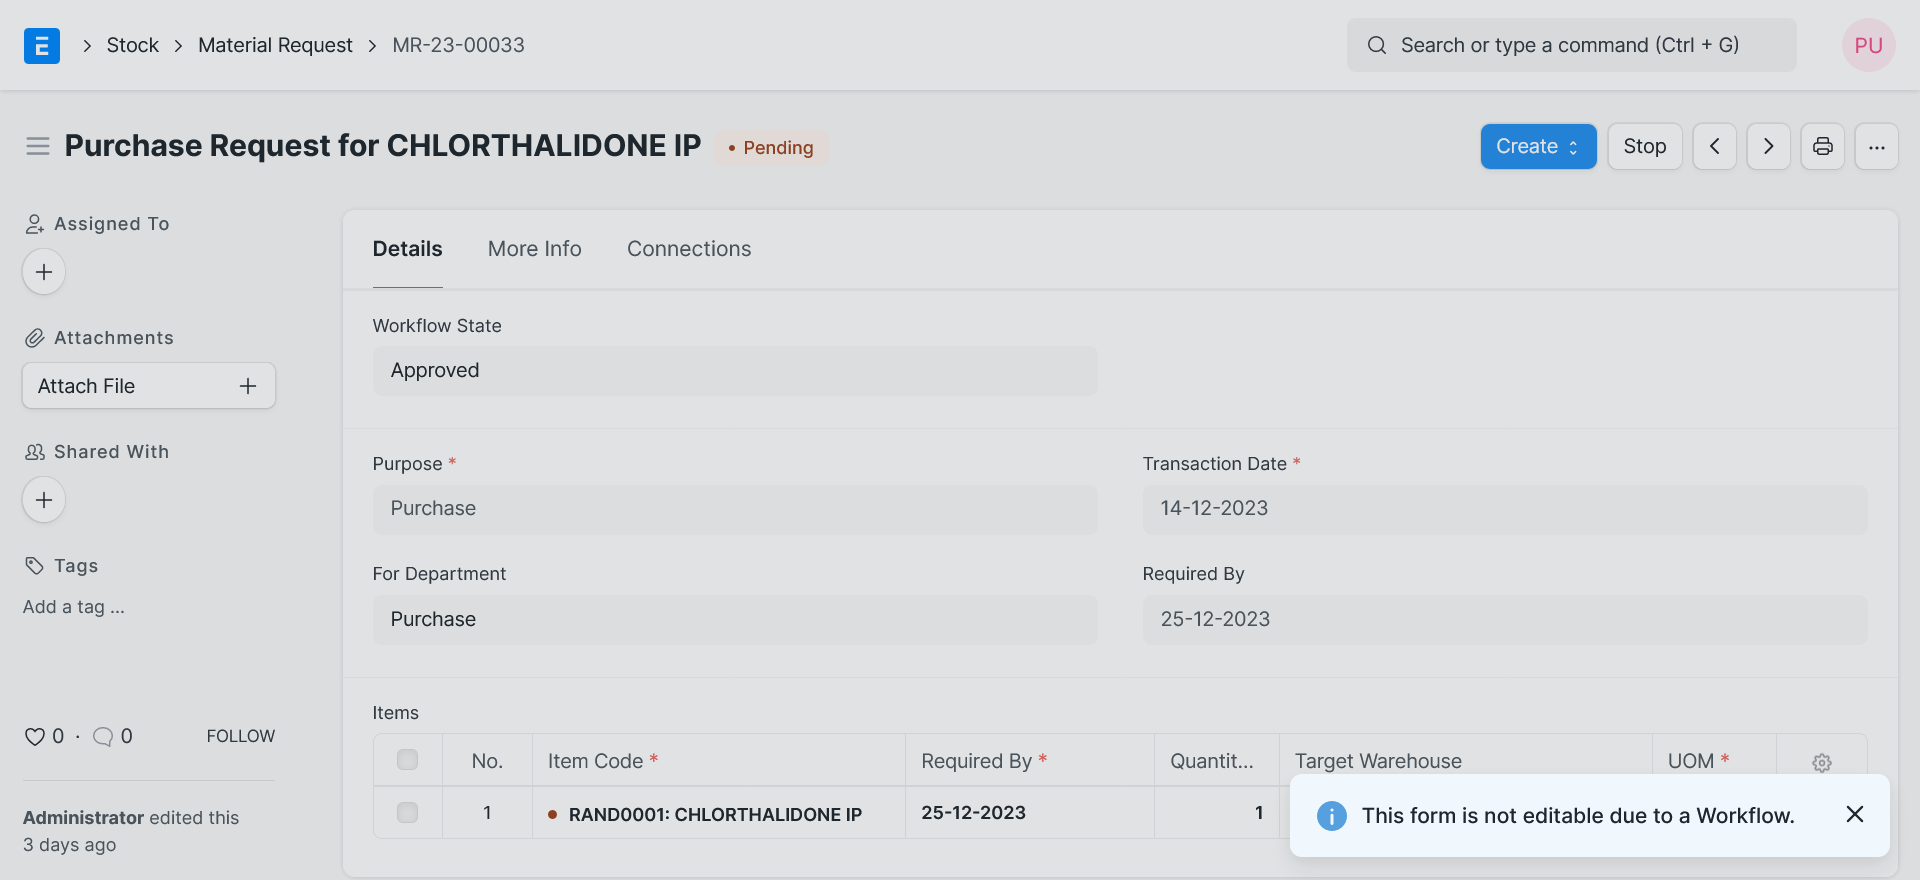 E > Stock > Material Request > MR-23-00033
Search or type a command (Ctrl + G)
PU
Purchase Request for CHLORTHALIDONE IP
• Pending
Create
Stop
...
Assigned To
Attachments
Attach File +
Shared With
Tags
Add a tag ...
0 · 0 FOLLOW
Administrator edited this
3 days ago
Details More Info Connections
Workflow State
Approved
Purpose *
Purchase
Transaction Date *
14-12-2023
For Department
Purchase
Required By
25-12-2023
Items
No. Item Code * Required By * Quantit... Target Warehouse UOM *
1 RAND0001: CHLORTHALIDONE IP 25-12-2023 1
This form is not editable due to a Workflow.